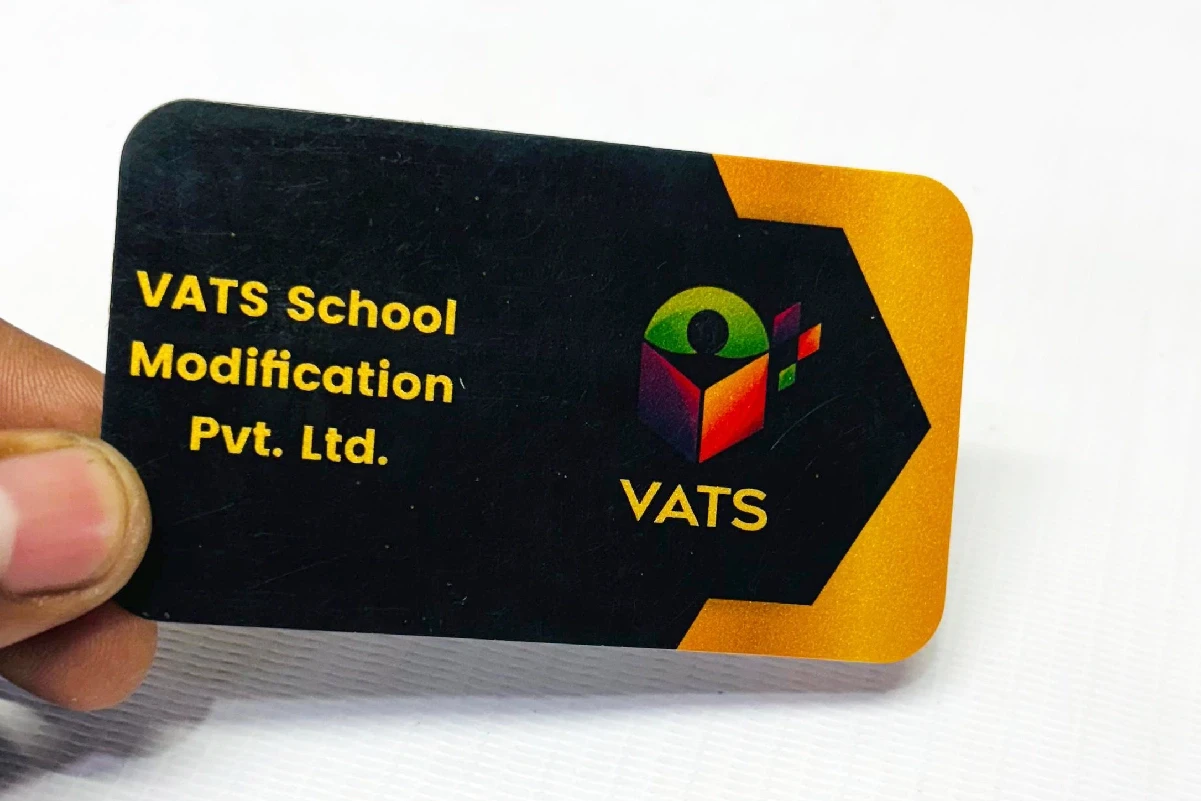 VATS School
Modification
Pvt. Ltd.
VATS